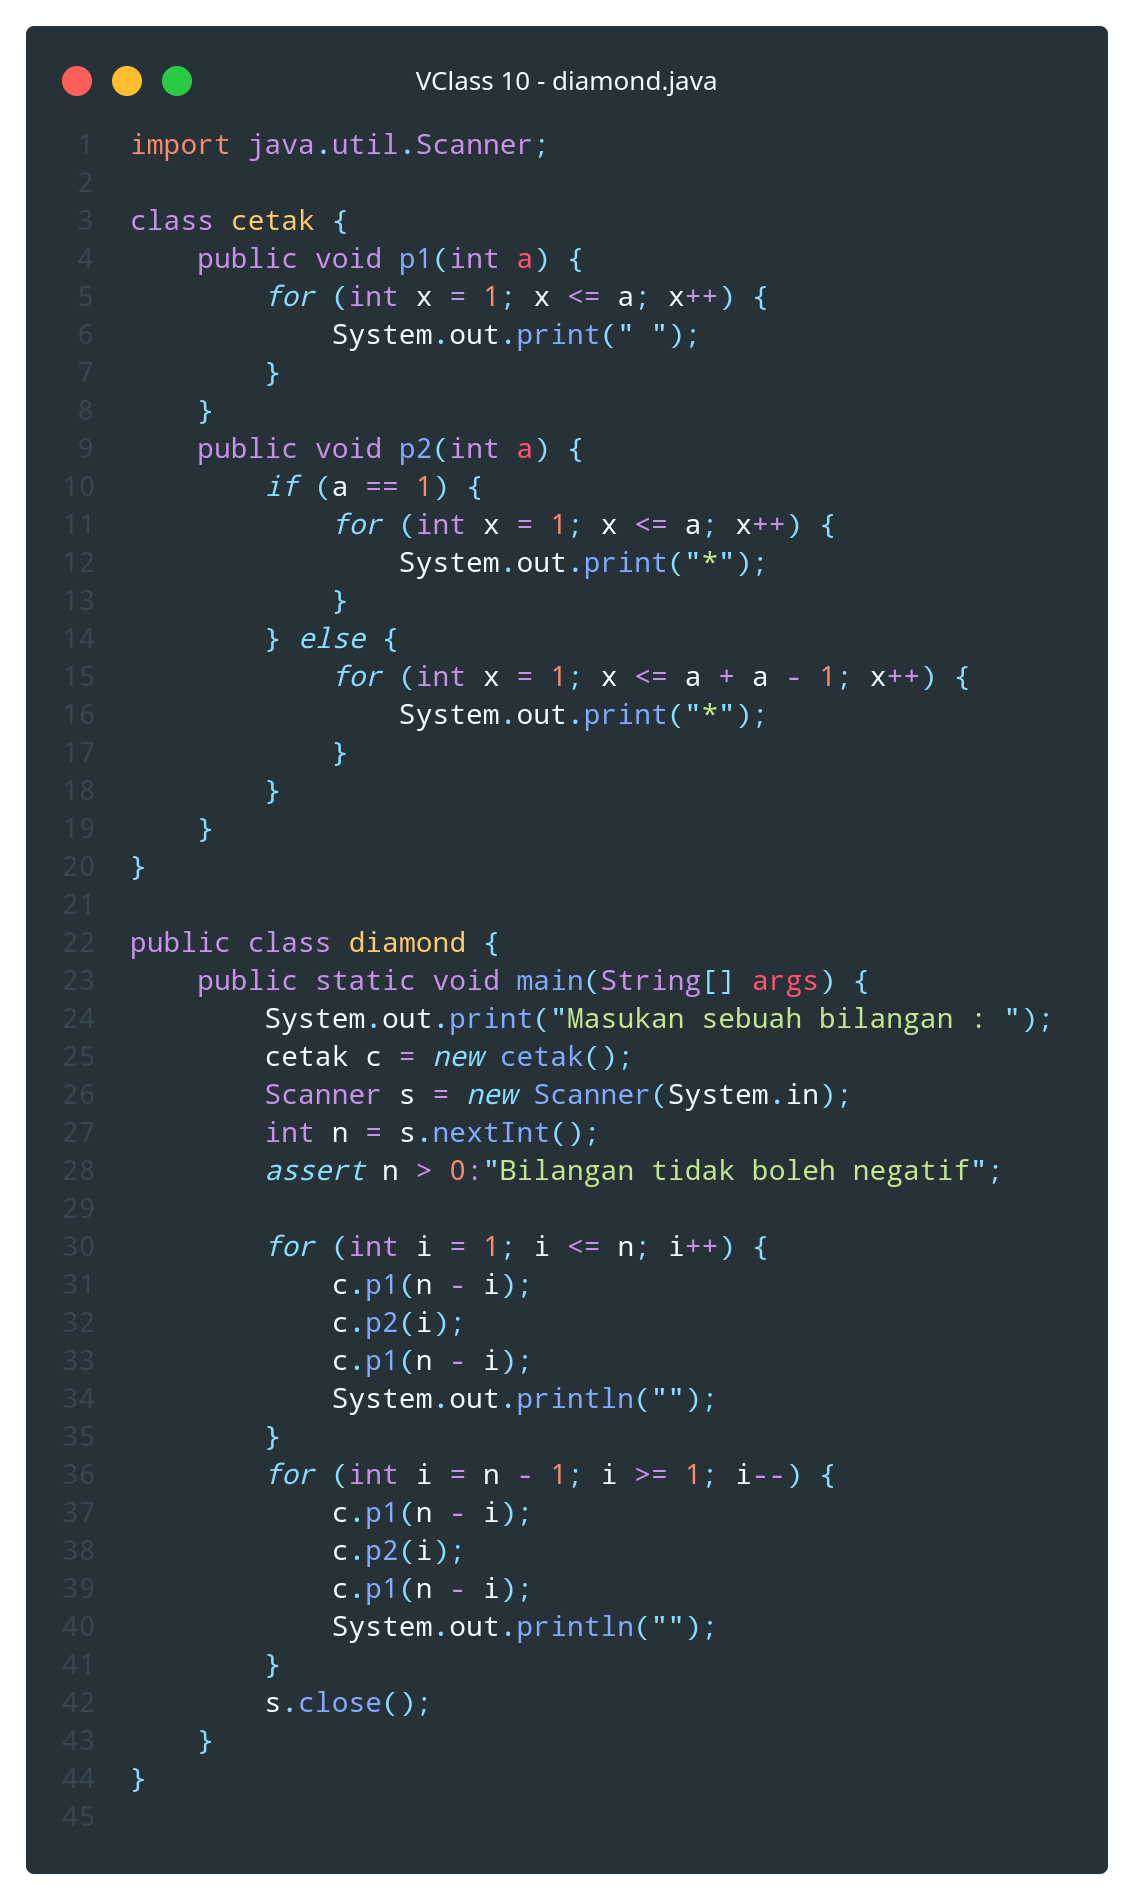 VClass 10 - diamond.java
1 import java.util.Scanner;
2
3 class cetak {
4     public void p1(int a) {
5         for (int x = 1; x <= a; x++) {
6             System.out.print(" ");
7         }
8     }
9     public void p2(int a) {
10         if (a == 1) {
11             for (int x = 1; x <= a; x++) {
12                 System.out.print("*");
13             }
14         } else {
15             for (int x = 1; x <= a + a - 1; x++) {
16                 System.out.print("*");
17             }
18         }
19     }
20 }
21
22 public class diamond {
23     public static void main(String[] args) {
24         System.out.print("Masukan sebuah bilangan : ");
25         cetak c = new cetak();
26         Scanner s = new Scanner(System.in);
27         int n = s.nextInt();
28         assert n > 0:"Bilangan tidak boleh negatif";
29
30         for (int i = 1; i <= n; i++) {
31             c.p1(n - i);
32             c.p2(i);
33             c.p1(n - i);
34             System.out.println("");
35         }
36         for (int i = n - 1; i >= 1; i--) {
37             c.p1(n - i);
38             c.p2(i);
39             c.p1(n - i);
40             System.out.println("");
41         }
42         s.close();
43     }
44 }
45